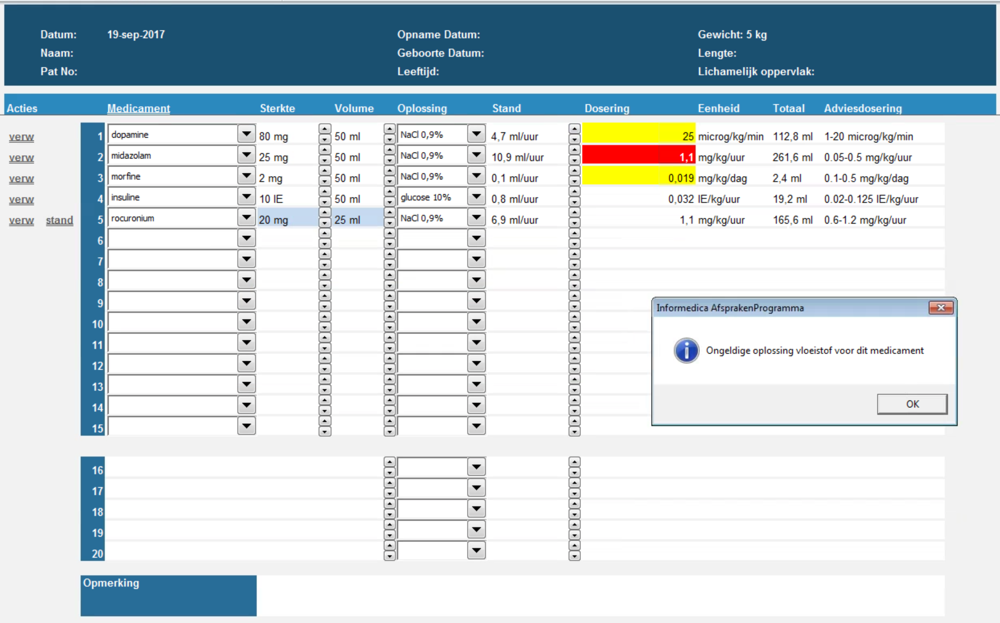 Datum: 19-sep-2017 Opname Datum: Gewicht: 5 kg
Naam: Geboorte Datum: Lengte:
Pat No: Leeftijd: Lichamelijk oppervlak:
Acties Medicament Sterkte Volume Oplossing Stand Dosering Eenheid Totaal Adviesdosering
verw 1 dopamine 80 mg 50 ml NaCl 0,9% 4,7 ml/uur 25 microg/kg/min 112,8 ml 1-20 microg/kg/min
verw 2 midazolam 25 mg 50 ml NaCl 0,9% 10,9 ml/uur 1,1 mg/kg/uur 261,6 ml 0.05-0.5 mg/kg/uur
verw 3 morfine 2 mg 50 ml NaCl 0,9% 0,1 ml/uur 0,019 mg/kg/dag 2,4 ml 0.1-0.5 mg/kg/dag
verw 4 insuline 10 IE 50 ml glucose 10% 0,8 ml/uur 0,032 IE/kg/uur 19,2 ml 0.02-0.125 IE/kg/uur
verw stand 5 rocuronium 20 mg 25 ml NaCl 0,9% 6,9 ml/uur 1,1 mg/kg/uur 165,6 ml 0.6-1.2 mg/kg/uur
6
7
8
9
10
11
12
13
14
15
Informedica AfsprakenProgramma
Ongeldige oplossing vloeistof voor dit medicament
OK
16
17
18
19
20
Opmerking